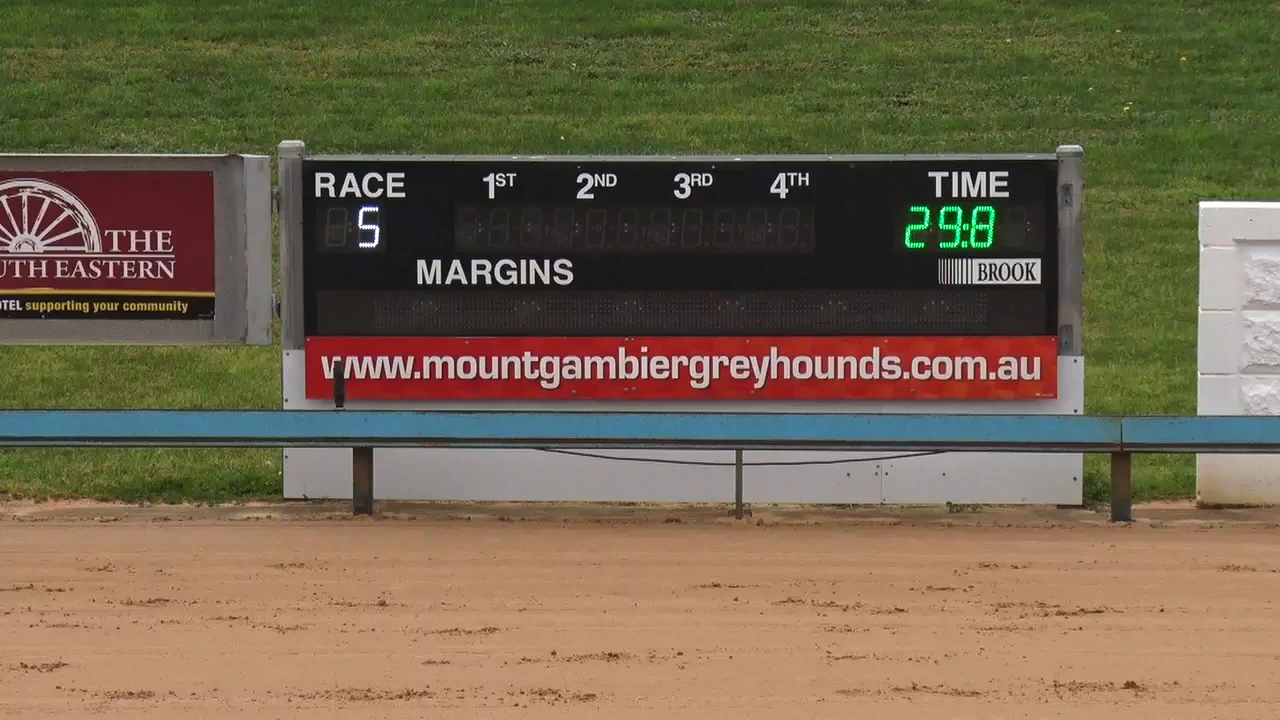 RACE 1ST 2ND 3RD 4TH TIME
5 29:8
MARGINS BROOK
www.mountgambiergreyhounds.com.au
THE
UTH EASTERN
OTEL supporting your community